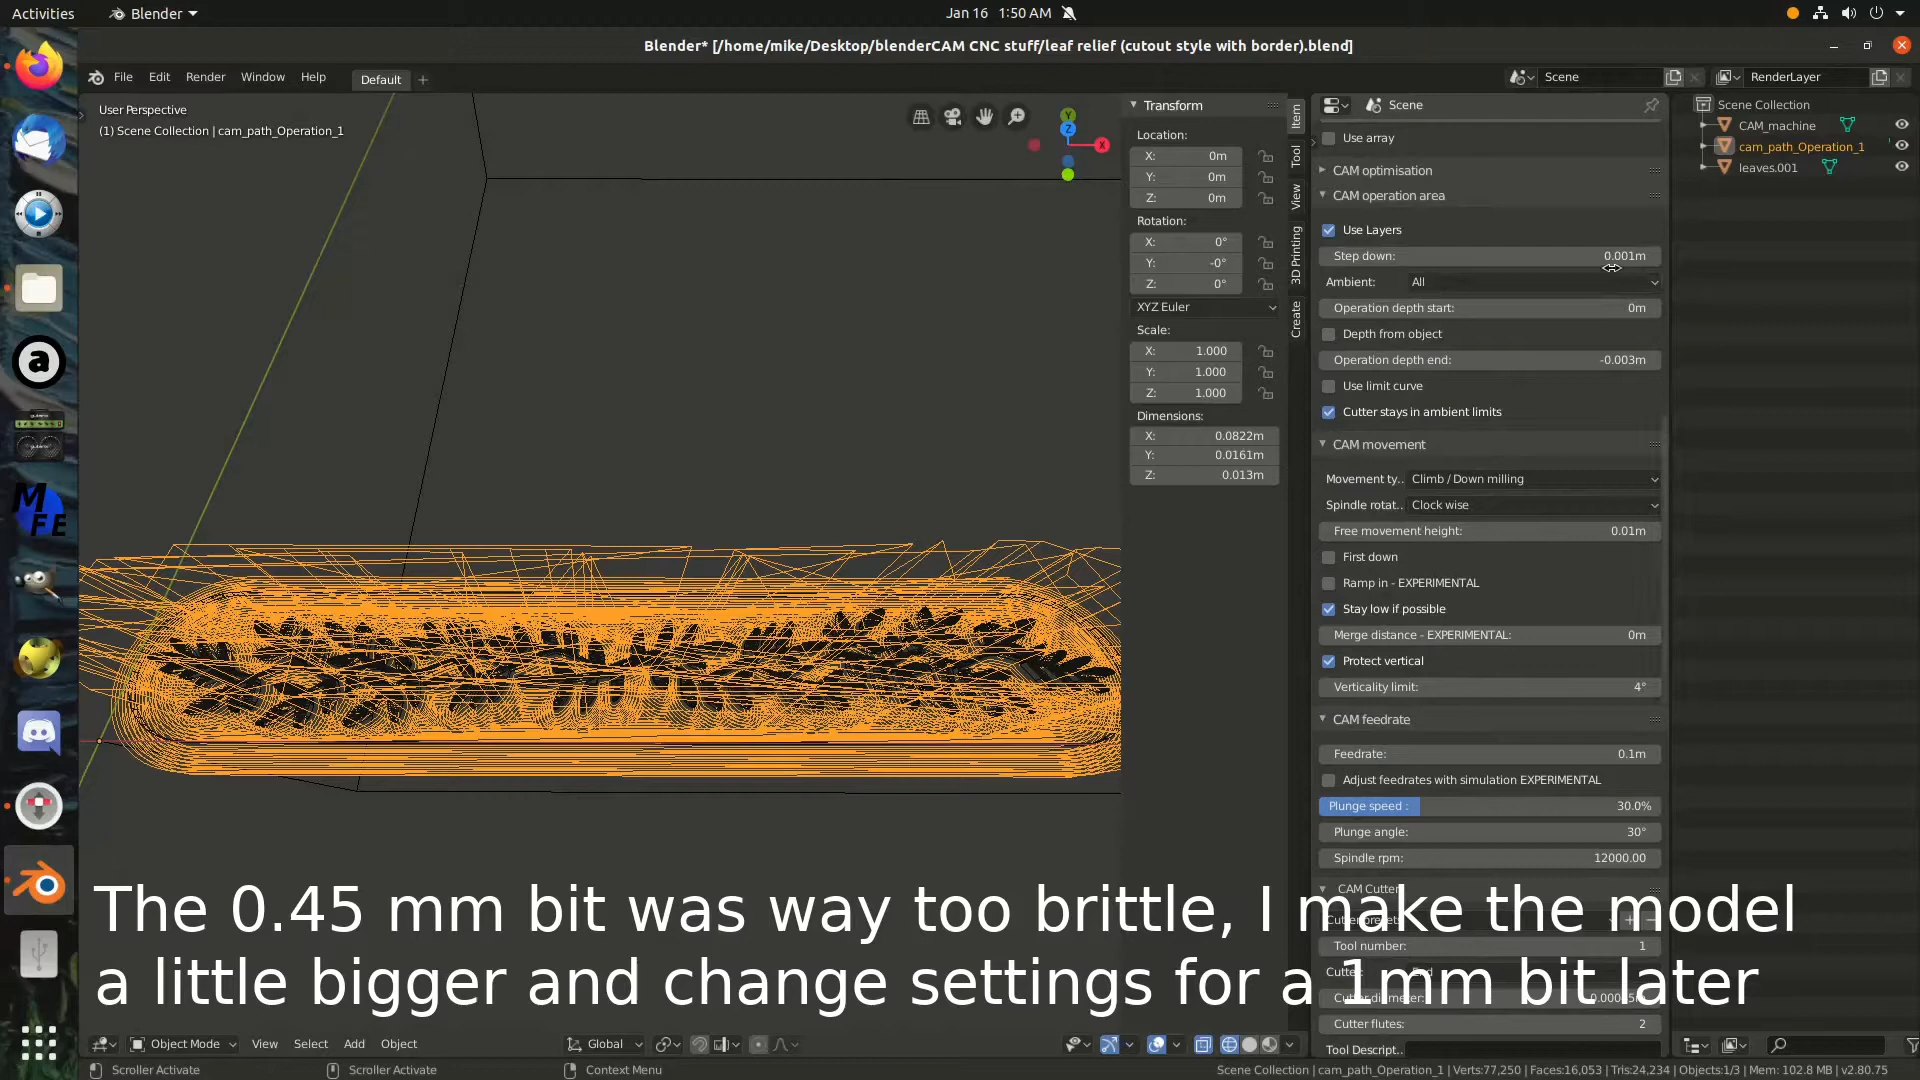 Activities
Blender
Jan 16 1:50 AM
Blender* [/home/mike/Desktop/blenderCAM CNC stuff/leaf relief (cutout style with border).blend]
File Edit Render Window Help
Default
Scene
RenderLayer
User Perspective
(1) Scene Collection | cam_path_Operation_1
Transform
Location:
X: 0m
Y: 0m
Z: 0m
Rotation:
X: 0°
Y: -0°
Z: 0°
XYZ Euler
Scale:
X: 1.000
Y: 1.000
Z: 1.000
Dimensions:
X: 0.0822m
Y: 0.0161m
Z: 0.013m
Item
Tool
View
3D Printing
Create
Scene
Use array
CAM optimisation
CAM operation area
Use Layers
Step down: 0.001m
Ambient: All
Operation depth start: 0m
Depth from object
Operation depth end: -0.003m
Use limit curve
Cutter stays in ambient limits
CAM movement
Movement ty.. Climb / Down milling
Spindle rotat.. Clock wise
Free movement height: 0.01m
First down
Ramp in - EXPERIMENTAL
Stay low if possible
Merge distance - EXPERIMENTAL: 0m
Protect vertical
Verticality limit: 4°
CAM feedrate
Feedrate: 0.1m
Adjust feedrates with simulation EXPERIMENTAL
Plunge speed : 30.0%
Plunge angle: 30°
Spindle rpm: 12000.00
CAM Cutter
Tool number: 1
Cutter flutes: 2
Tool Descript..
Scene Collection
CAM_machine
cam_path_Operation_1
leaves.001
a
M
FE
X
Y
Z
The 0.45 mm bit was way too brittle, I make the model
a little bigger and change settings for a 1mm bit later
Object Mode View Select Add Object
Global
Scroller Activate
Scroller Activate
Context Menu
Scene Collection | cam_path_Operation_1 | Verts:77,250 | Faces:16,053 | Tris:24,234 | Objects:1/3 | Mem: 102.8 MB | v2.80.75